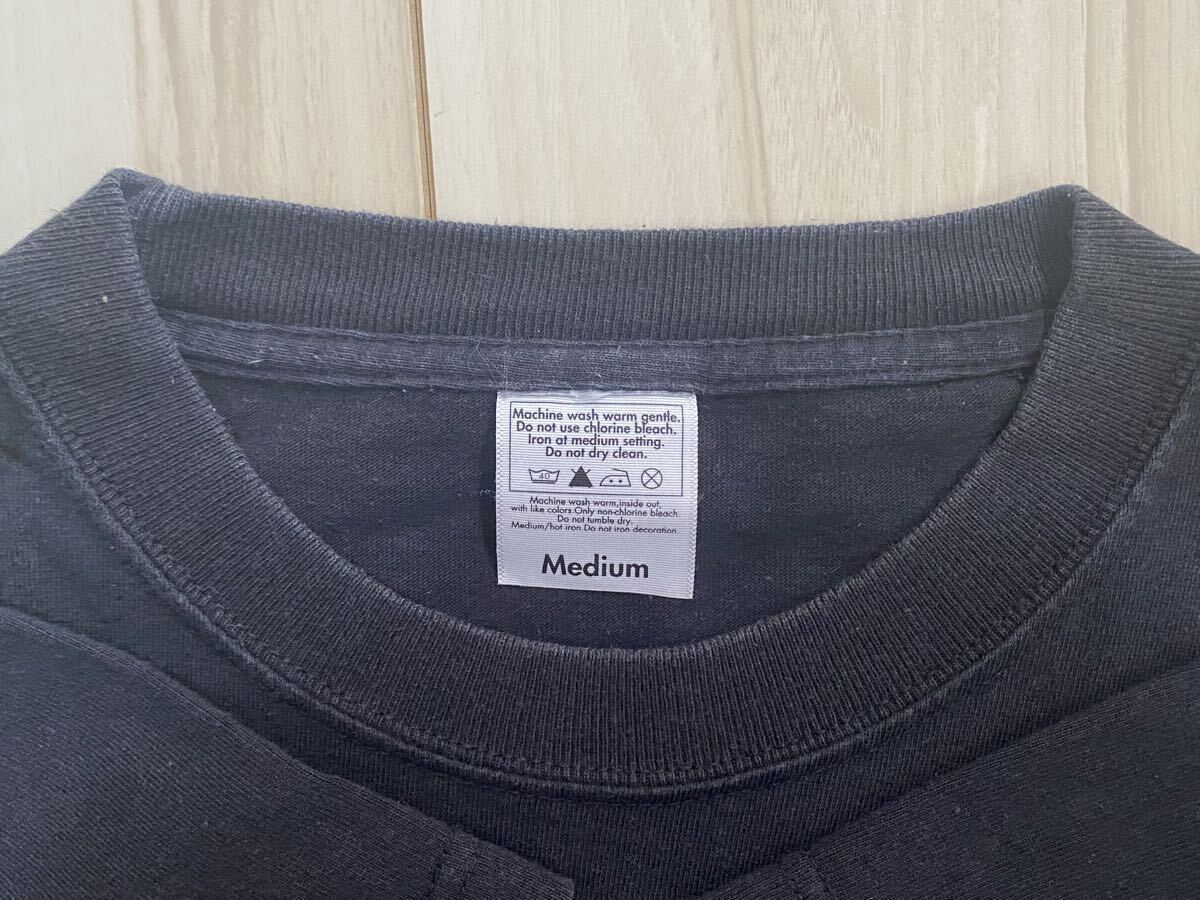 Machine wash warm gentle.
Do not use chlorine bleach.
Iron at medium setting.
Do not dry clean.
40
Machine wash warm,inside out,
with like colors.Only non-chlorine bleach
Do not tumble dry.
Medium/hot iron.Do not iron decoration
Medium